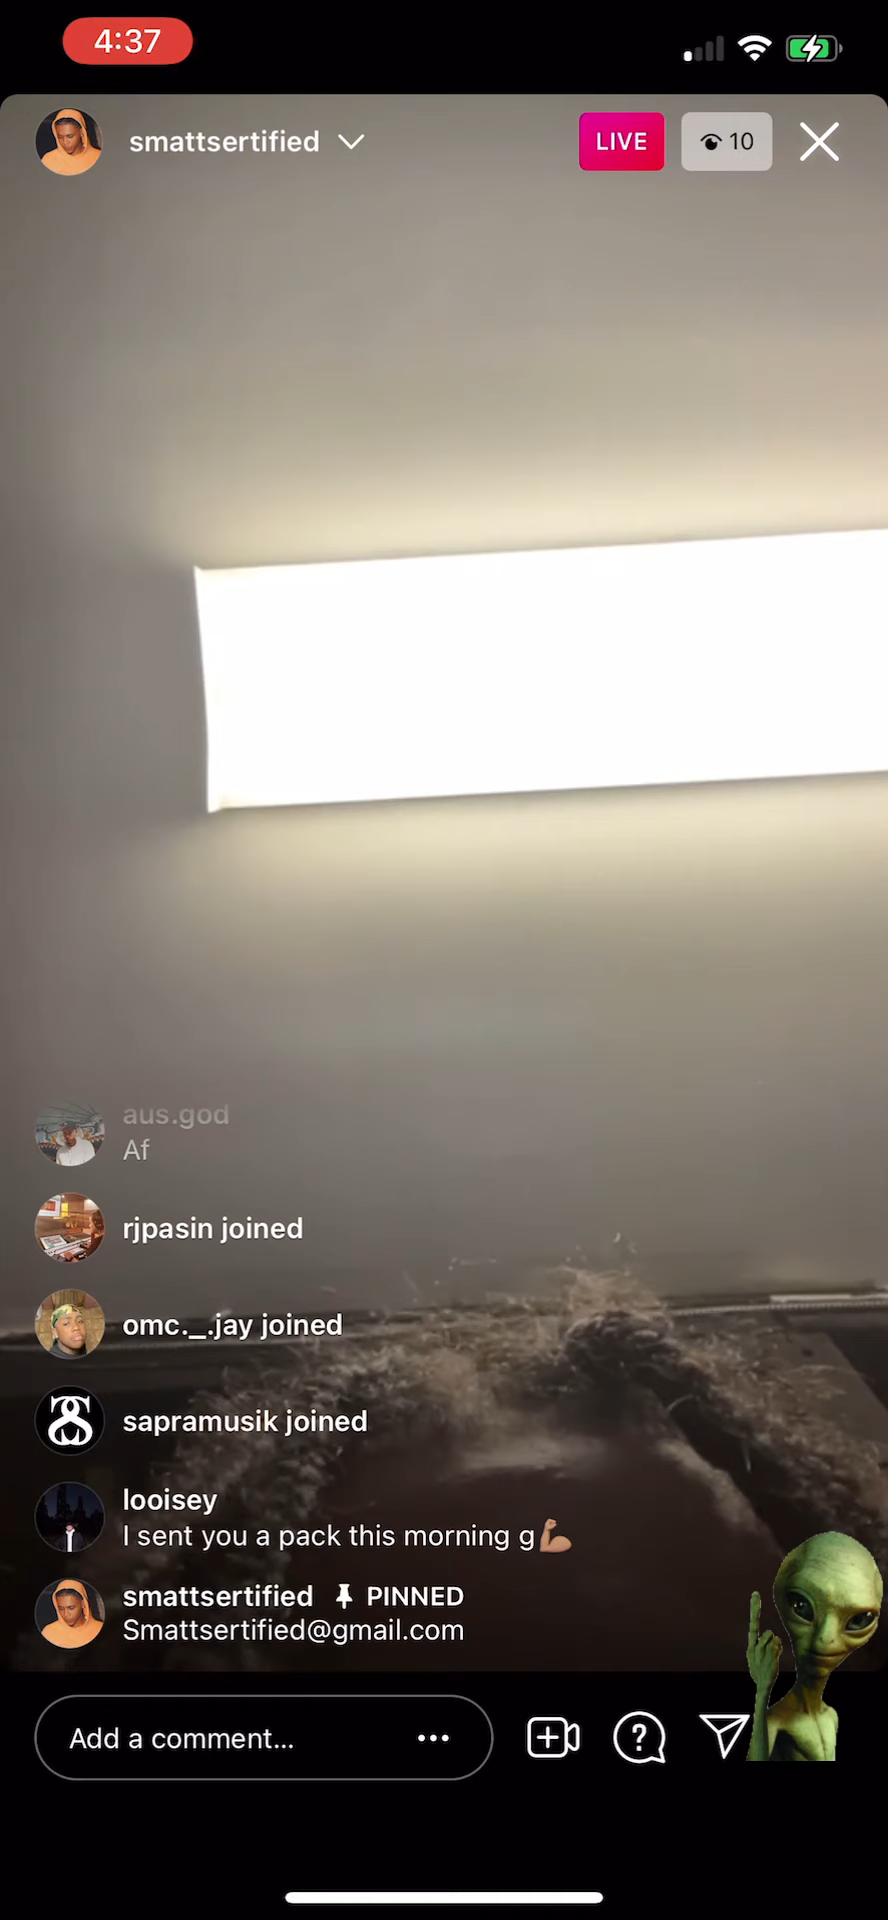 4:37
smattsertified
LIVE
10
aus.god
Af
rjpasin joined
omc._.jay joined
sapramusik joined
looisey
I sent you a pack this morning g💪🏼
smattsertified PINNED
Smattsertified@gmail.com
Add a comment...